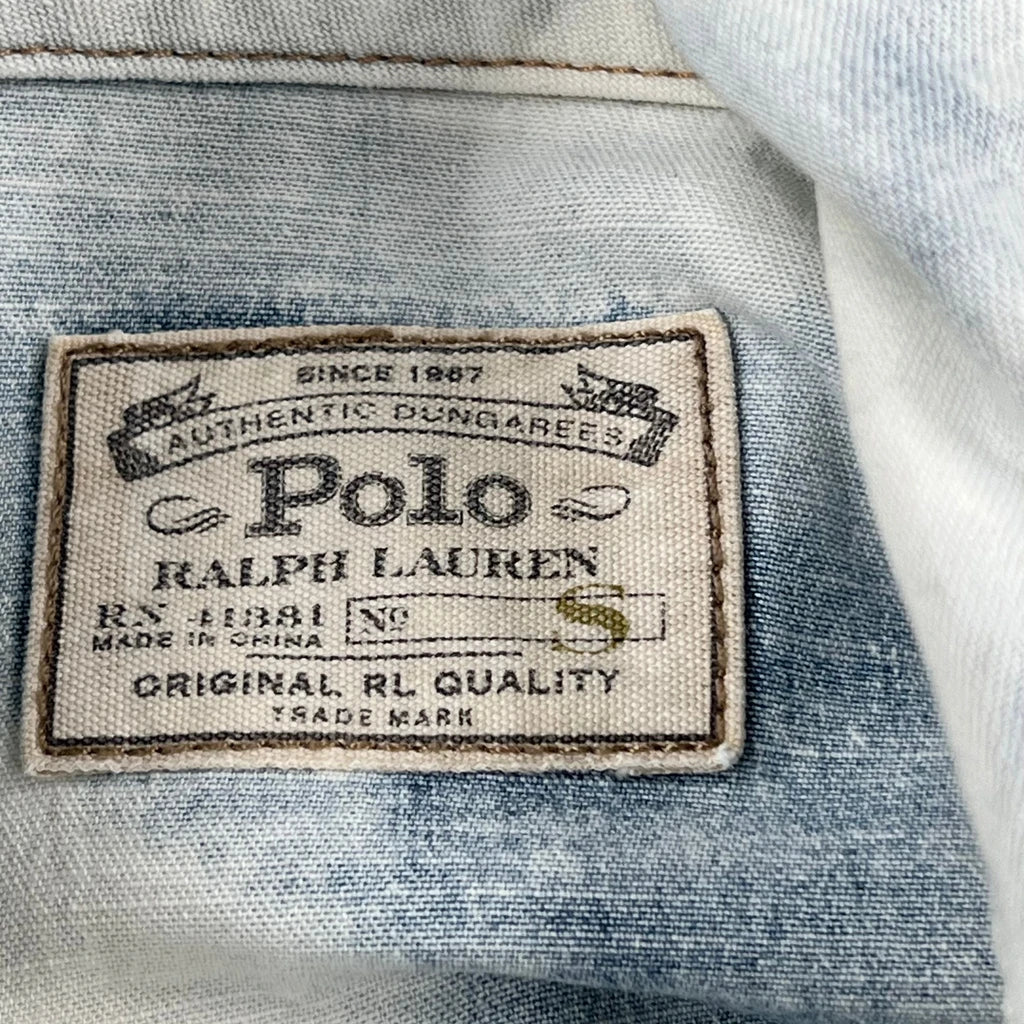 SINCE 1967
AUTHENTIC DUNGAREES
Polo
RALPH LAUREN
RN 41381
MADE IN CHINA
Nº S
ORIGINAL RL QUALITY
TRADE MARK